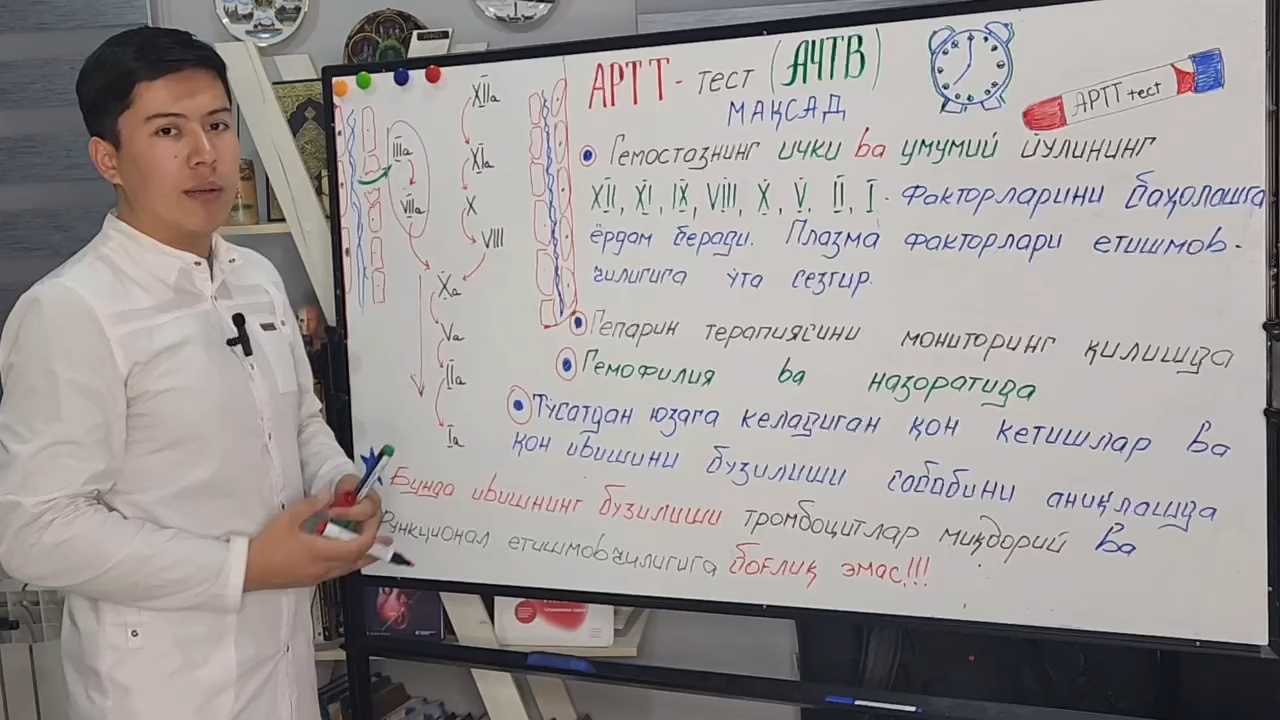 АРТТ - тест (АЧТВ)
МАҚСАД
АРТТ тест
Гемостознинг ички ва умумий йўлининг
XII, XI, IX, VIII, X, V, II, I - Факторларини баҳолашга
ёрдам беради. Плазма факторлари етишмов-
чилигига ўта сезгир.
Гепарин терапиясини мониторинг қилишда
Гемофилия ва назоратида
Тўсатдан юзага келадиган қон кетишлар ва
қон ивишини бузилиши сабабини аниқлашда
Бунда ивишнинг бузилиши тромбоцитлар миқдорий ва
Функционал етишмовчилигига боғлиқ эмас!!!
XIIa
IIIa
XIa
VIIa
X
VIII
Xa
Va
IIa
Ia